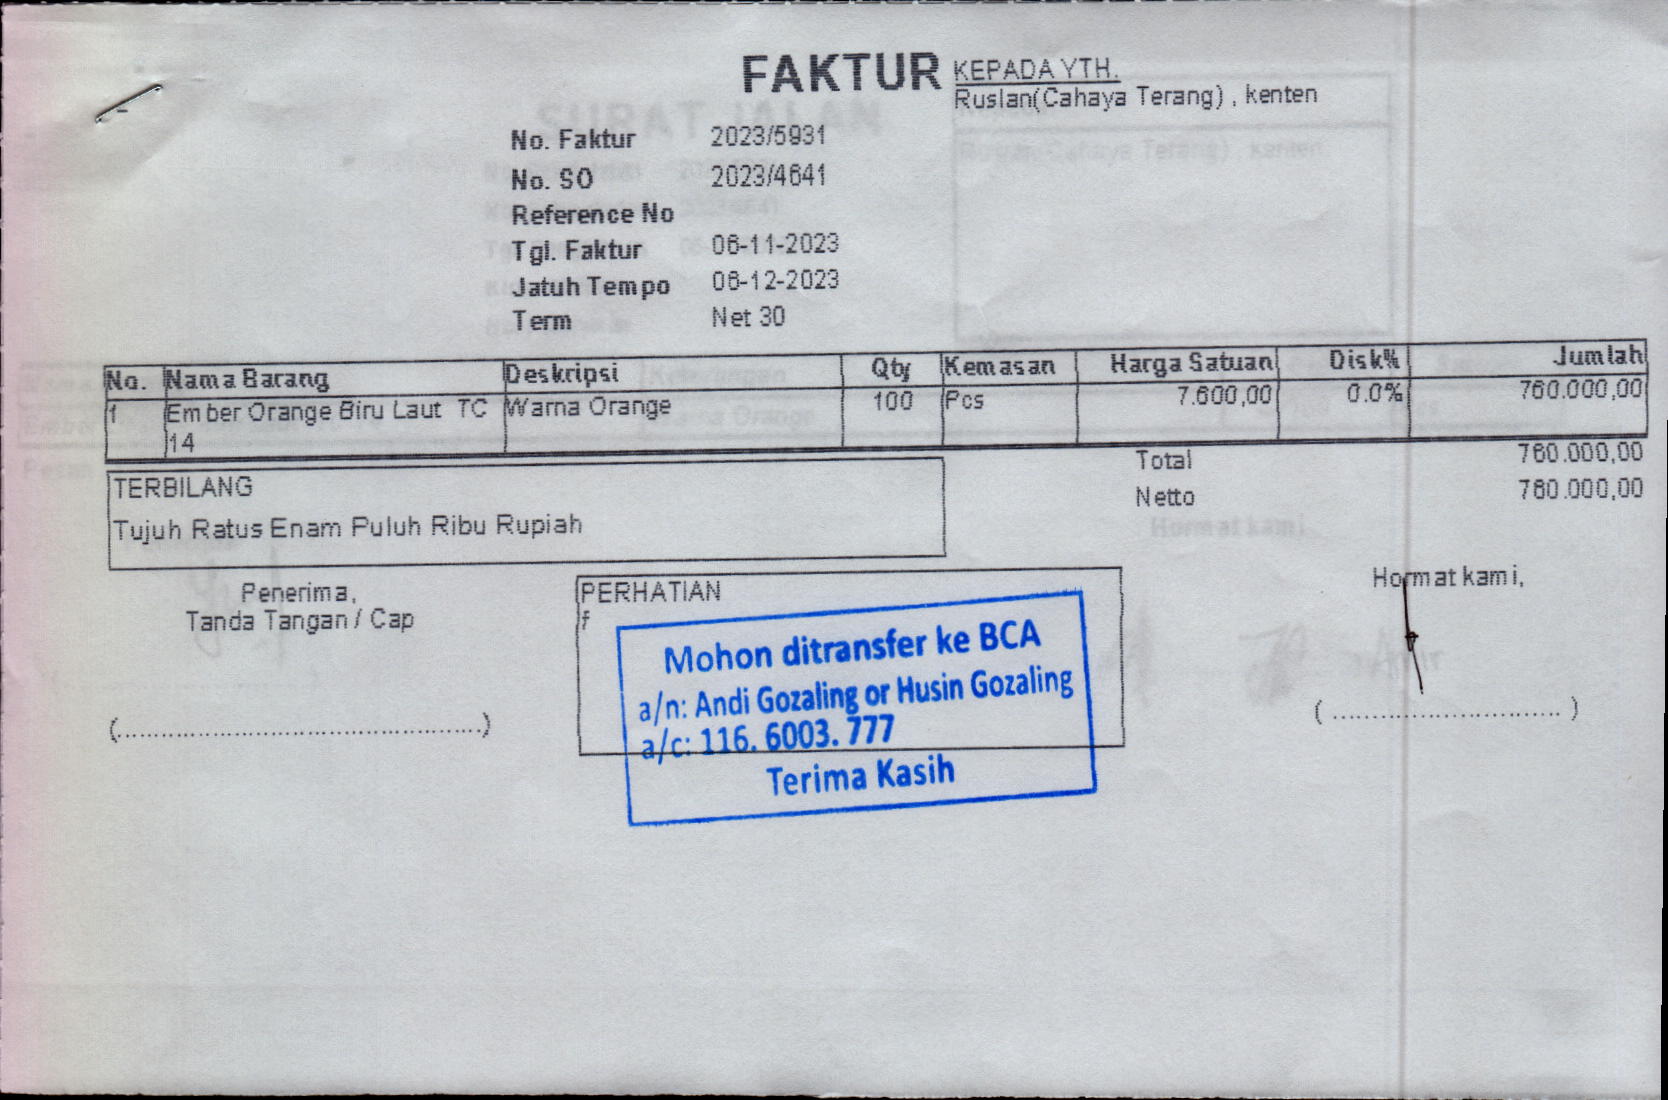 FAKTUR
KEPADA YTH.
Ruslan(Cahaya Terang) , kenten
No. Faktur 2023/5931
No. SO 2023/4641
Reference No
Tgl. Faktur 06-11-2023
Jatuh Tempo 06-12-2023
Term Net 30
No. Nama Barang Deskripsi Qty Kemasan Harga Satuan Disk% Jumlah
1 Ember Orange Biru Laut TC Warna Orange 100 Pcs 7.600,00 0.0% 760.000,00
14
Total 760.000,00
Netto 760.000,00
TERBILANG
Tujuh Ratus Enam Puluh Ribu Rupiah
Penerima,
Tanda Tangan / Cap
(..............................................)
PERHATIAN
f
Mohon ditransfer ke BCA
a/n: Andi Gozaling or Husin Gozaling
a/c: 116. 6003. 777
Terima Kasih
Hormat kami,
( ............................. )
SURAT JALAN
Hormat kami